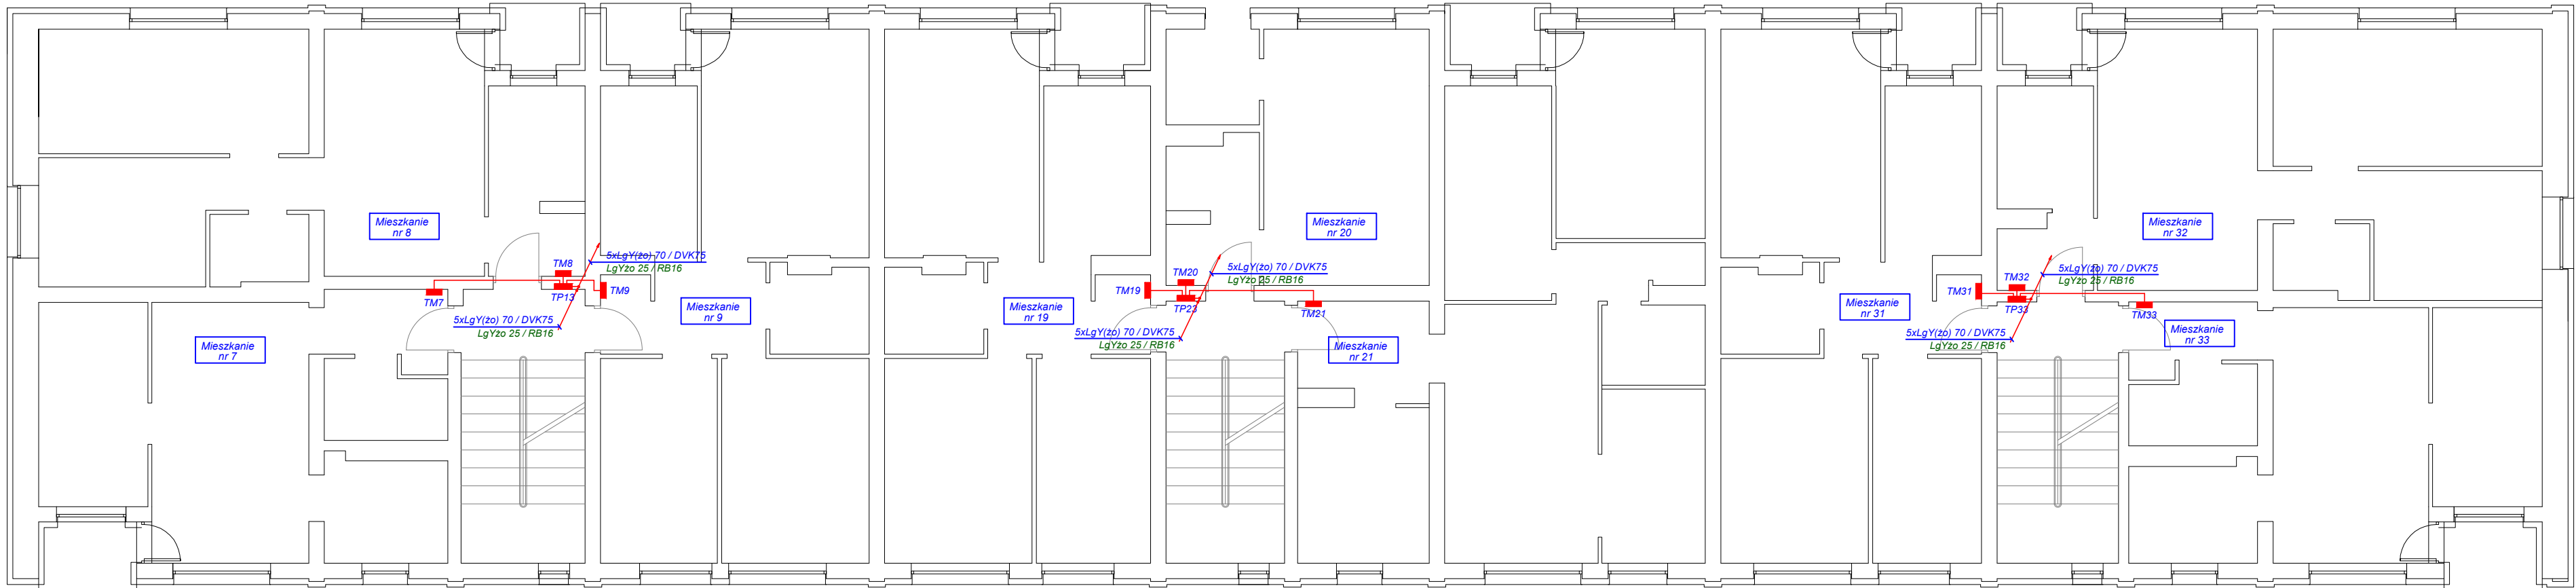 Mieszkanie
nr 8
TM7
TM8
TP13
TM9
5xLgY(żo) 70 / DVK75
LgYżo 25 / RB16
5xLgY(żo) 70 / DVK75
LgYżo 25 / RB16
Mieszkanie
nr 7
Mieszkanie
nr 9
Mieszkanie
nr 19
Mieszkanie
nr 20
TM19
TM20
TP23
TM21
5xLgY(żo) 70 / DVK75
LgYżo 25 / RB16
5xLgY(żo) 70 / DVK75
LgYżo 25 / RB16
Mieszkanie
nr 21
Mieszkanie
nr 31
Mieszkanie
nr 32
TM31
TM32
TP33
TM33
5xLgY(żo) 70 / DVK75
LgYżo 25 / RB16
5xLgY(żo) 70 / DVK75
LgYżo 25 / RB16
Mieszkanie
nr 33